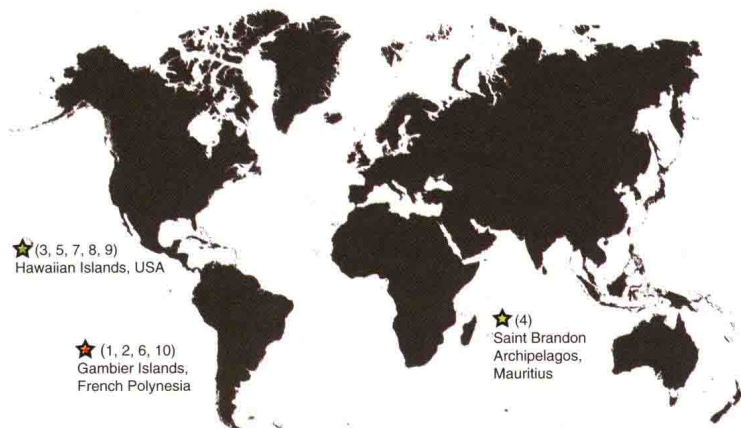 (3, 5, 7, 8, 9)
Hawaiian Islands, USA
(1, 2, 6, 10)
Gambier Islands,
French Polynesia
(4)
Saint Brandon
Archipelagos,
Mauritius